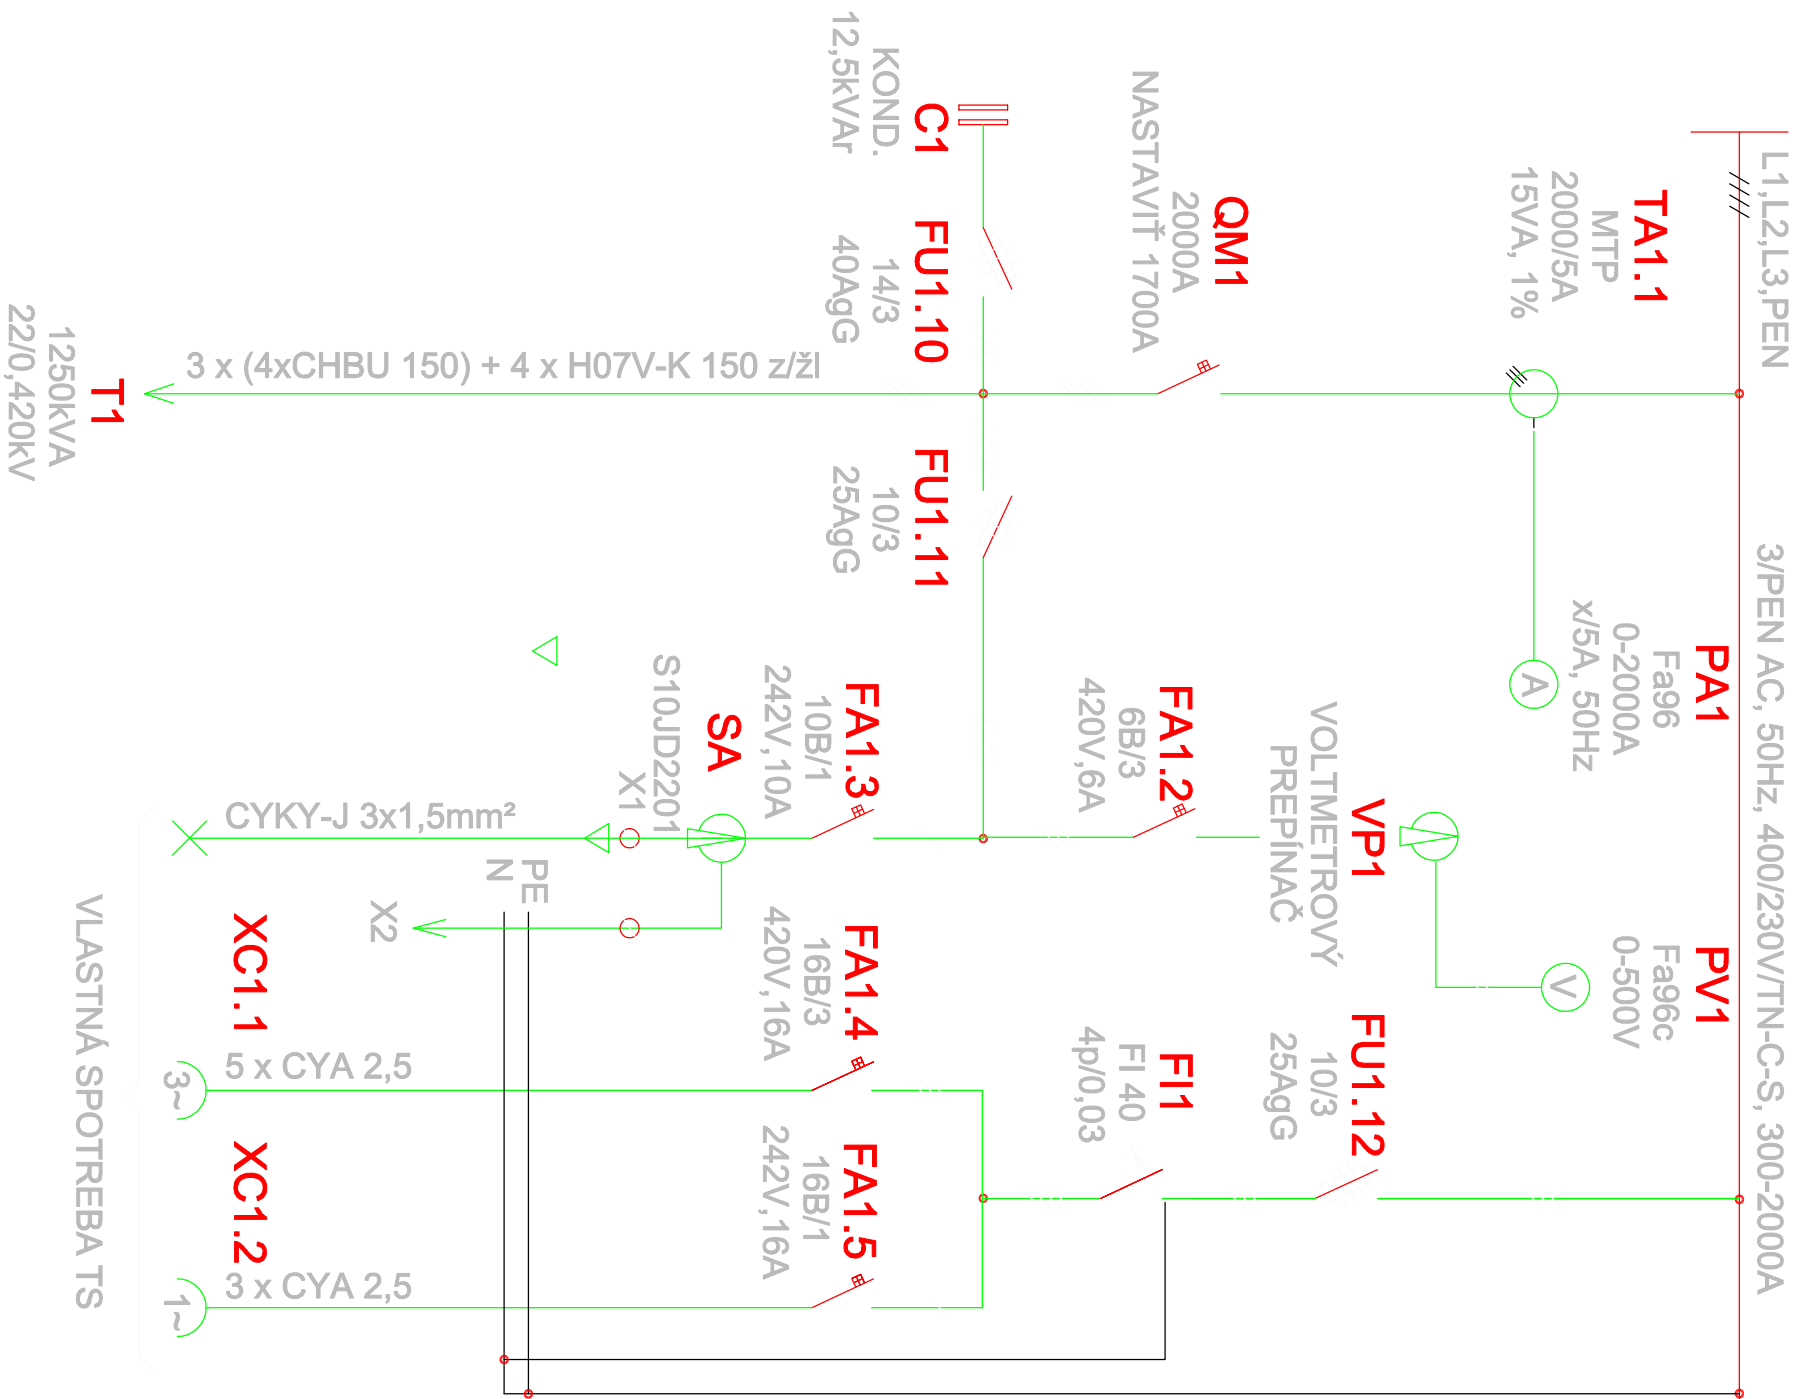 L1,L2,L3,PEN
3/PEN AC, 50Hz, 400/230V/TN-C-S, 300-2000A
TA1.1
MTP
2000/5A
15VA, 1%
PA1
Fa96
0-2000A
x/5A, 50Hz
A
PV1
Fa96c
0-500V
V
QM1
2000A
NASTAVIŤ 1700A
VP1
VOLTMETROVÝ
PREPÍNAČ
FU1.12
10/3
25AgG
FA1.2
6B/3
420V,6A
FI1
FI 40
4p/0,03
C1
KOND.
12,5kVAr
FU1.10
14/3
40AgG
FU1.11
10/3
25AgG
FA1.3
10B/1
242V,10A
FA1.4
16B/3
420V,16A
FA1.5
16B/1
242V,16A
SA
S10JD2201
X1
PE
N
X2
3 x (4xCHBU 150) + 4 x H07V-K 150 z/žl
CYKY-J 3x1,5mm²
5 x CYA 2,5
3 x CYA 2,5
XC1.1
3~
XC1.2
1~
T1
1250kVA
22/0,420kV
VLASTNÁ SPOTREBA TS